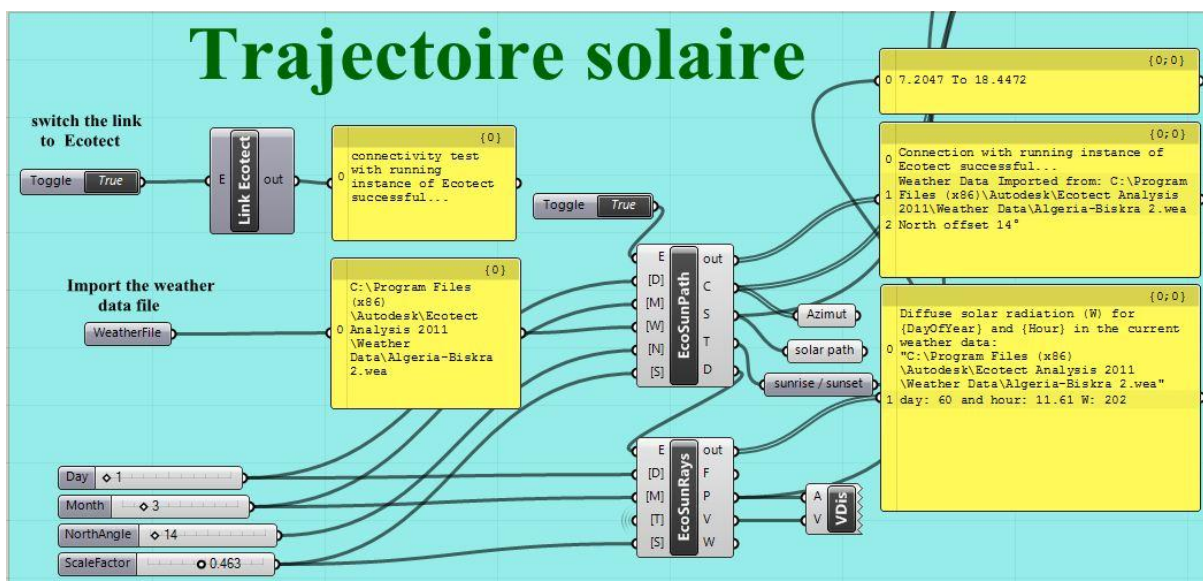 Trajectoire solaire
switch the link
to Ecotect
Toggle True
E Link Ecotect out
{0}
0 connectivity test
with running
instance of Ecotect
successful...
Toggle True
Import the weather
data file
WeatherFile
{0}
0 C:\Program Files
(x86)
\Autodesk\Ecotect
Analysis 2011
\Weather
Data\Algeria-Biskra
2.wea
Day 1
Month 3
NorthAngle 14
ScaleFactor 0.463
EcoSunPath
E
[D]
[M]
[W]
[N]
[S]
out
C
S
T
D
Azimut
solar path
sunrise / sunset
EcoSunRays
E
[D]
[M]
[T]
[S]
out
F
P
V
W
A
V
VDis
{0;0}
0 7.2047 To 18.4472
{0;0}
0 Connection with running instance of
Ecotect successful...
1 Weather Data Imported from: C:\Program
Files (x86)\Autodesk\Ecotect Analysis
2011\Weather Data\Algeria-Biskra 2.wea
2 North offset 14°
{0;0}
0 Diffuse solar radiation (W) for
{DayOfYear} and {Hour} in the current
weather data:
"C:\Program Files (x86)
\Autodesk\Ecotect Analysis 2011
\Weather Data\Algeria-Biskra 2.wea"
1 day: 60 and hour: 11.61 W: 202